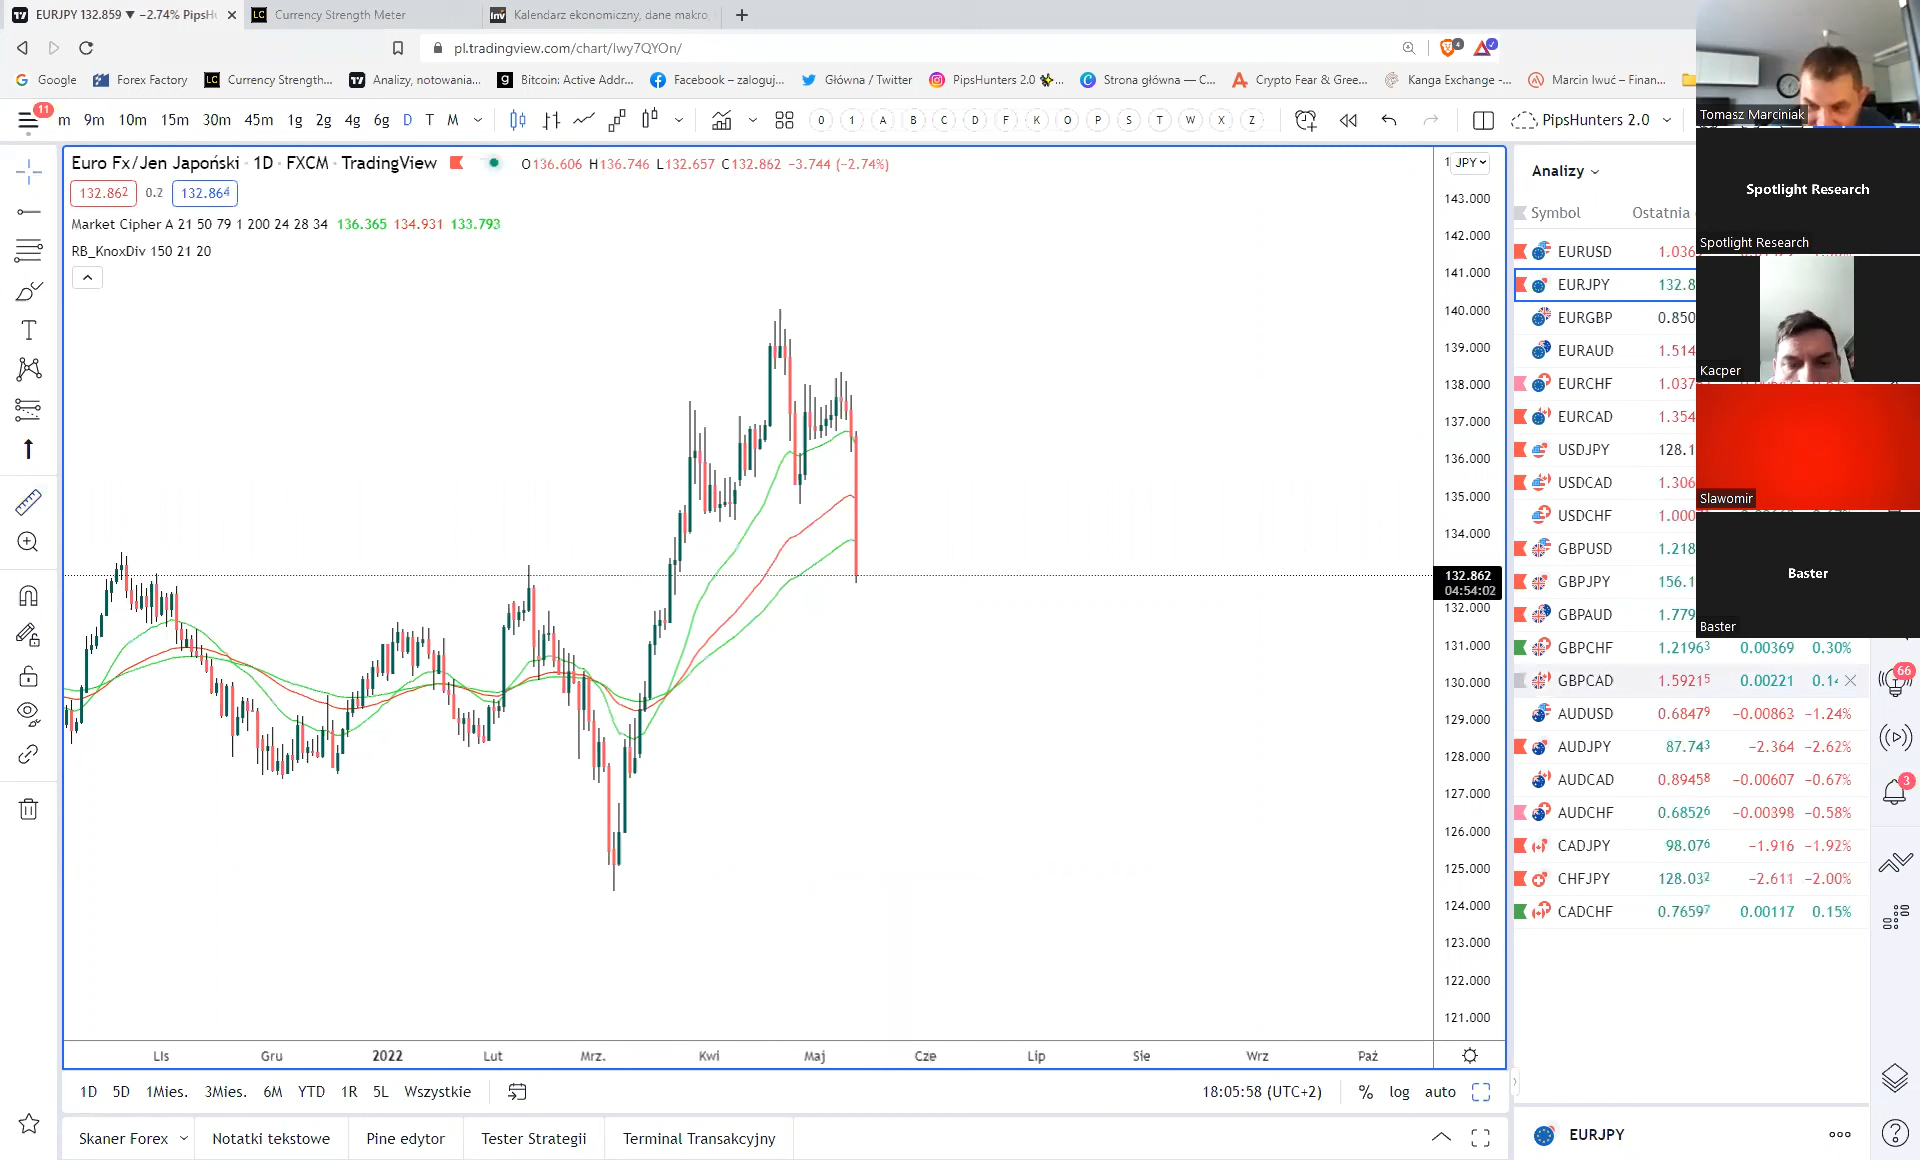 EURJPY 132.859 ▼ −2.74% PipsH
Currency Strength Meter
Kalendarz ekonomiczny, dane makro,
pl.tradingview.com/chart/Iwy7QYOn/
4
Google
Forex Factory
Currency Strength...
Analizy, notowania...
Bitcoin: Active Addr...
Facebook – zaloguj...
Główna / Twitter
PipsHunters 2.0
Strona główna — C...
Crypto Fear & Gree...
Kanga Exchange -...
Marcin Iwuć – Finan...
11
m 9m 10m 15m 30m 45m 1g 2g 4g 6g D T M
0 1 A B C D F K O P S T W X Z
PipsHunters 2.0
Euro Fx/Jen Japoński · 1D · FXCM · TradingView
O136.606 H136.746 L132.657 C132.862 −3.744 (−2.74%)
132.862 0.2 132.864
Market Cipher A 21 50 79 1 200 24 28 34 136.365 134.931 133.793
RB_KnoxDiv 150 21 20
JPY
143.000
142.000
141.000
140.000
139.000
138.000
137.000
136.000
135.000
134.000
132.862
04:54:02
132.000
131.000
130.000
129.000
128.000
127.000
126.000
125.000
124.000
123.000
122.000
121.000
Lis Gru 2022 Lut Mrz. Kwi Maj Cze Lip Sie Wrz Paź
1D 5D 1Mies. 3Mies. 6M YTD 1R 5L Wszystkie
18:05:58 (UTC+2) % log auto
Skaner Forex
Notatki tekstowe
Pine edytor
Tester Strategii
Terminal Transakcyjny
Analizy
Symbol Ostatnia
EURUSD 1.036
EURJPY 132.8
EURGBP 0.850
EURAUD 1.514
EURCHF 1.037
EURCAD 1.354
USDJPY 128.1
USDCAD 1.306
USDCHF 1.000
GBPUSD 1.218
GBPJPY 156.1
GBPAUD 1.779
GBPCHF 1.21963 0.00369 0.30%
GBPCAD 1.59215 0.00221 0.1
AUDUSD 0.68479 −0.00863 −1.24%
AUDJPY 87.743 −2.364 −2.62%
AUDCAD 0.89458 −0.00607 −0.67%
AUDCHF 0.68526 −0.00398 −0.58%
CADJPY 98.076 −1.916 −1.92%
CHFJPY 128.032 −2.611 −2.00%
CADCHF 0.76597 0.00117 0.15%
EURJPY
66
3
Tomasz Marciniak
Spotlight Research
Spotlight Research
Kacper
Slawomir
Baster
Baster